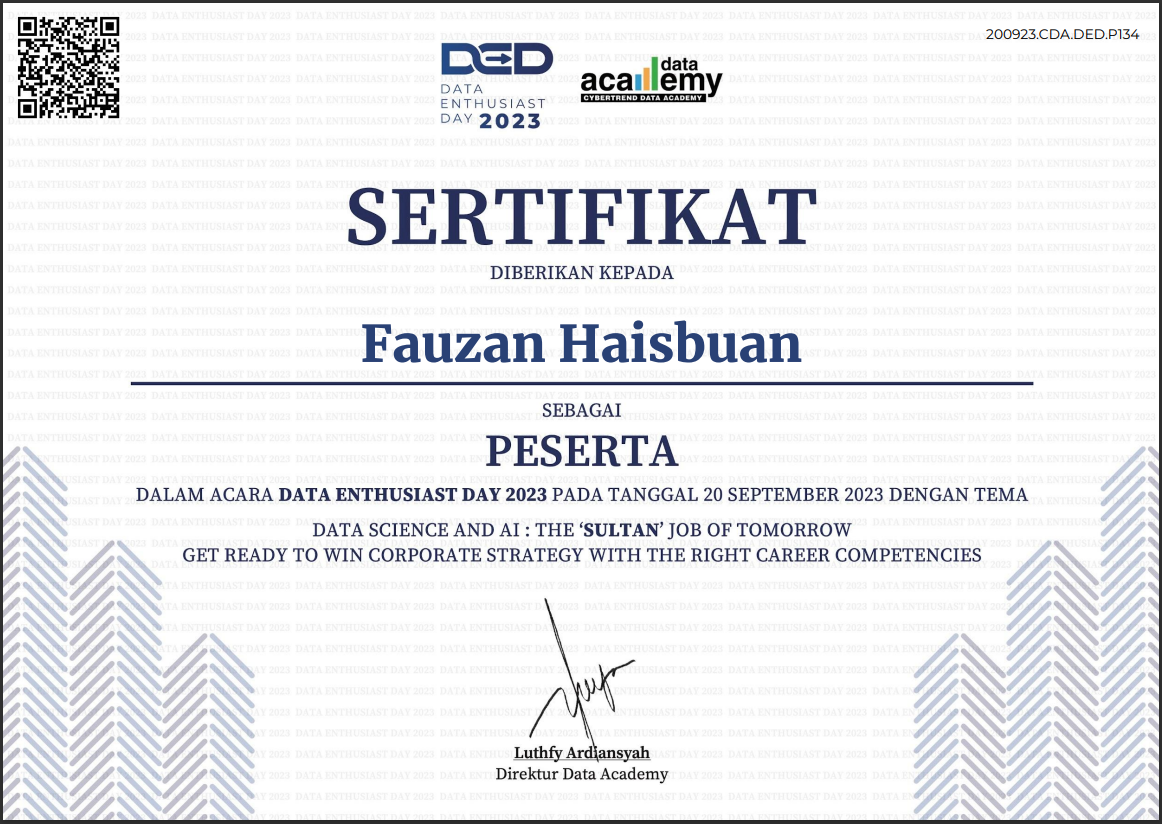 200923.CDA.DED.P134
DED
DATA
ENTHUSIAST
DAY 2023
data
academy
CYBERTREND DATA ACADEMY
SERTIFIKAT
DIBERIKAN KEPADA
Fauzan Haisbuan
SEBAGAI
PESERTA
DALAM ACARA DATA ENTHUSIAST DAY 2023 PADA TANGGAL 20 SEPTEMBER 2023 DENGAN TEMA
DATA SCIENCE AND AI : THE ‘SULTAN’ JOB OF TOMORROW
GET READY TO WIN CORPORATE STRATEGY WITH THE RIGHT CAREER COMPETENCIES
Luthfy Ardiansyah
Direktur Data Academy